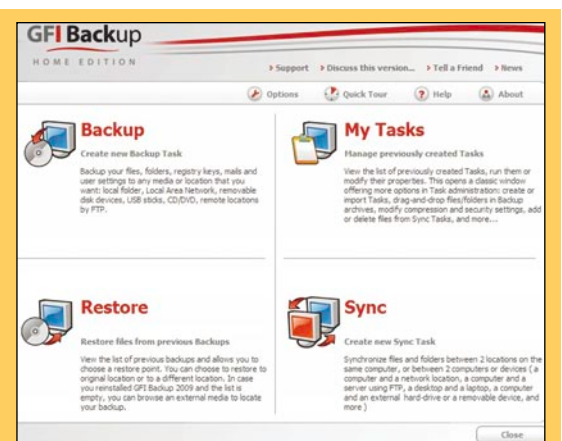 GFI Backup
HOME EDITION
Support Discuss this version... Tell a Friend News
Options Quick Tour Help About
Backup
Create new Backup Task
Backup your files, folders, registry keys, mails and
user settings to any media or location that you
want: local folder, Local Area Network, removable
disk devices, USB sticks, CD/DVD, remote locations
by FTP.
My Tasks
Manage previously created Tasks
View the list of previously created Tasks, run them or
modify their properties. This opens a classic window
offering more options in Task administration: create or
import Tasks, drag-and-drop files/folders in Backup
archives, modify compression and security settings, add
or delete files from Sync Tasks, and more...
Restore
Restore files from previous Backups
View the list of previous backups and allows you to
choose a restore point. You can choose to restore to
original location or to a different location. In case
you reinstalled GFI Backup 2009 and the list is
empty, you can browse an external media to locate
your backup.
Sync
Create new Sync Task
Synchronize files and folders between 2 locations on the
same computer, or between 2 computers or devices ( a
computer and a network location, a computer and a
server using FTP, a desktop and a laptop, a computer
and an external hard-drive or a removable device, and
more )
Close